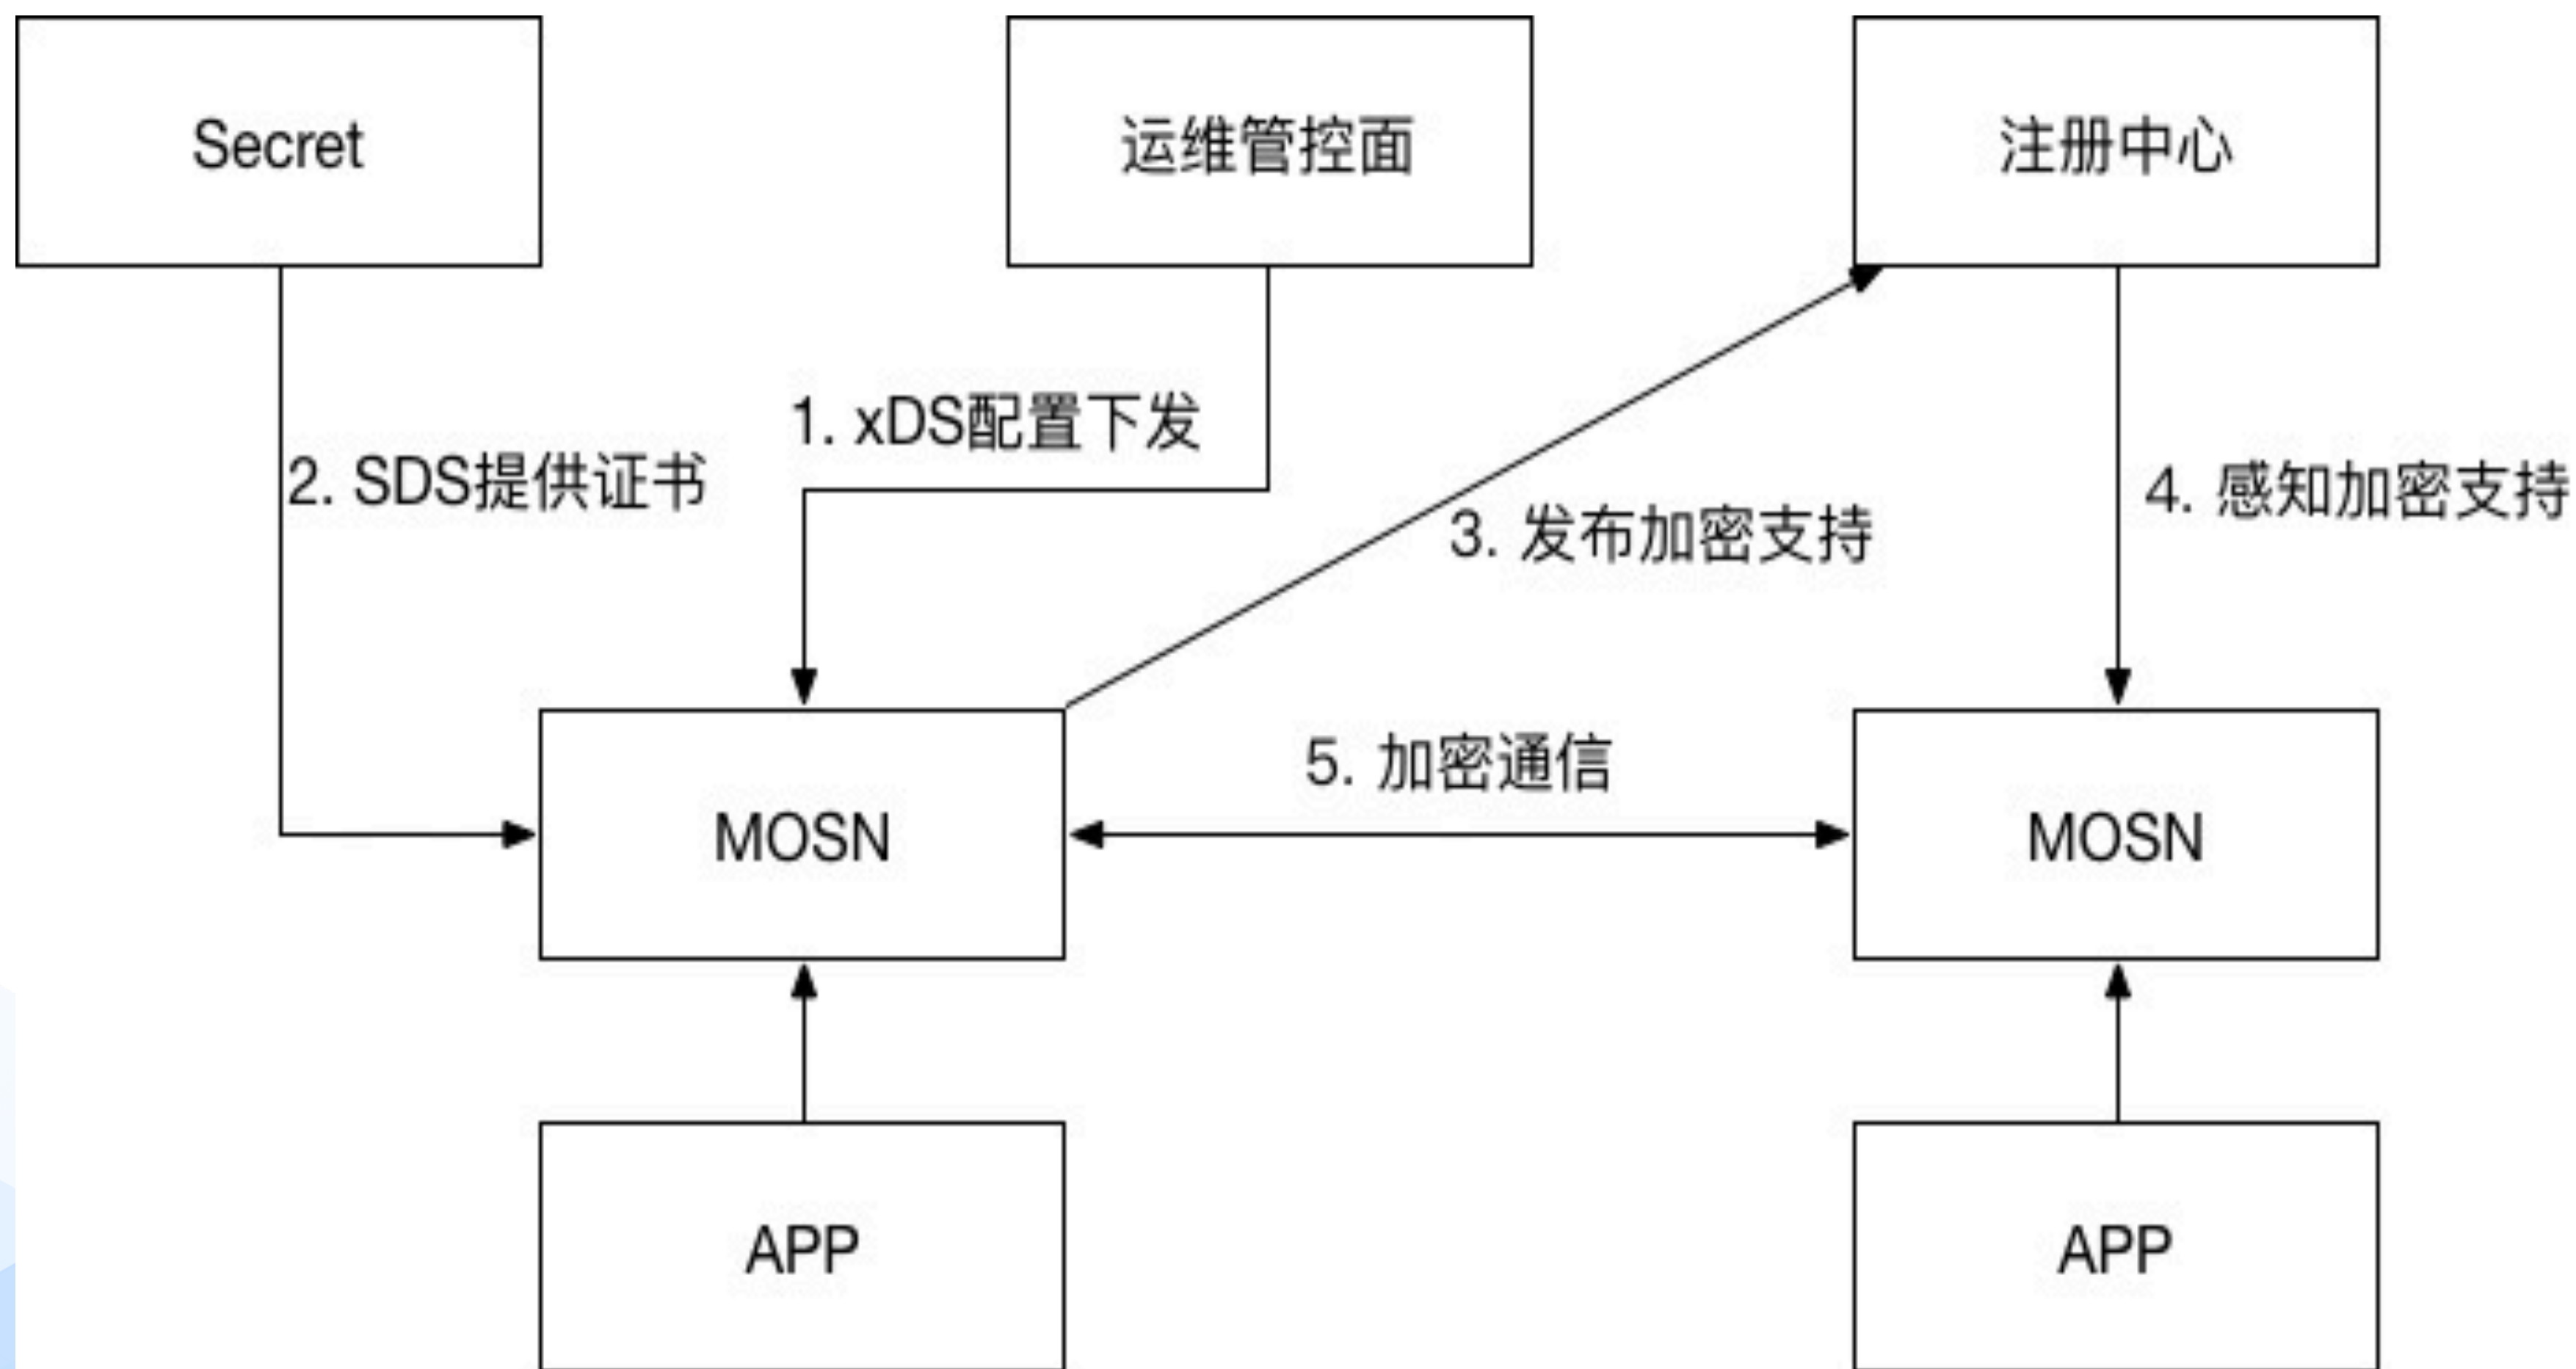 Secret
运维管控面
注册中心
1. xDS配置下发
2. SDS提供证书
3. 发布加密支持
4. 感知加密支持
5. 加密通信
MOSN
MOSN
APP
APP